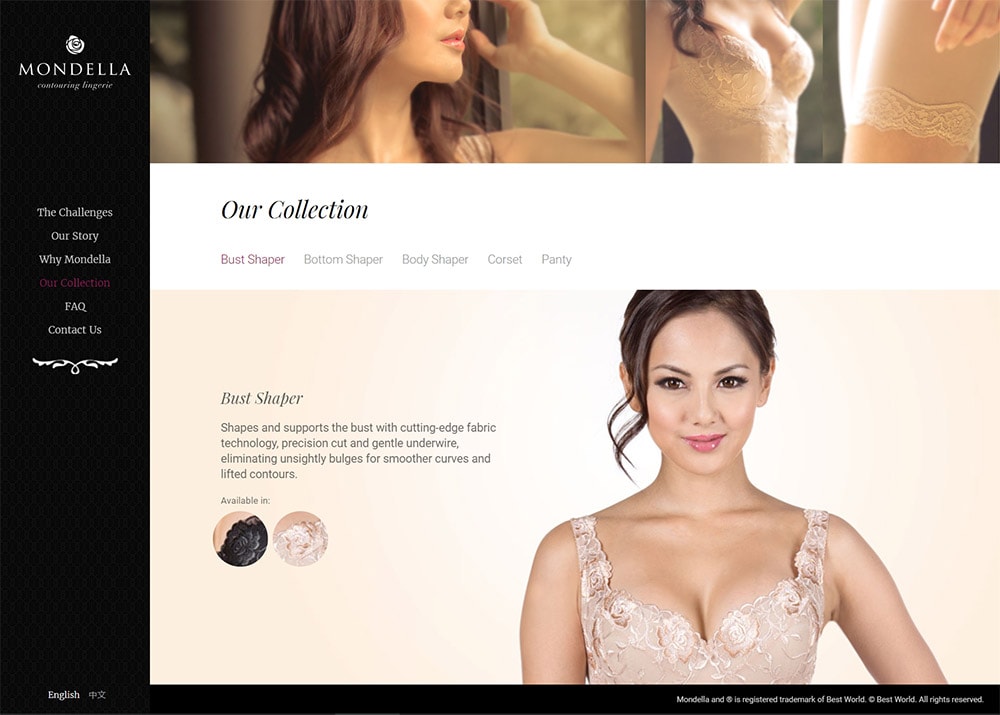 MONDELLA
contouring lingerie
The Challenges
Our Story
Why Mondella
Our Collection
FAQ
Contact Us
English 中文
Our Collection
Bust Shaper Bottom Shaper Body Shaper Corset Panty
Bust Shaper
Shapes and supports the bust with cutting-edge fabric
technology, precision cut and gentle underwire,
eliminating unsightly bulges for smoother curves and
lifted contours.
Available in:
Mondella and ® is registered trademark of Best World. © Best World. All rights reserved.